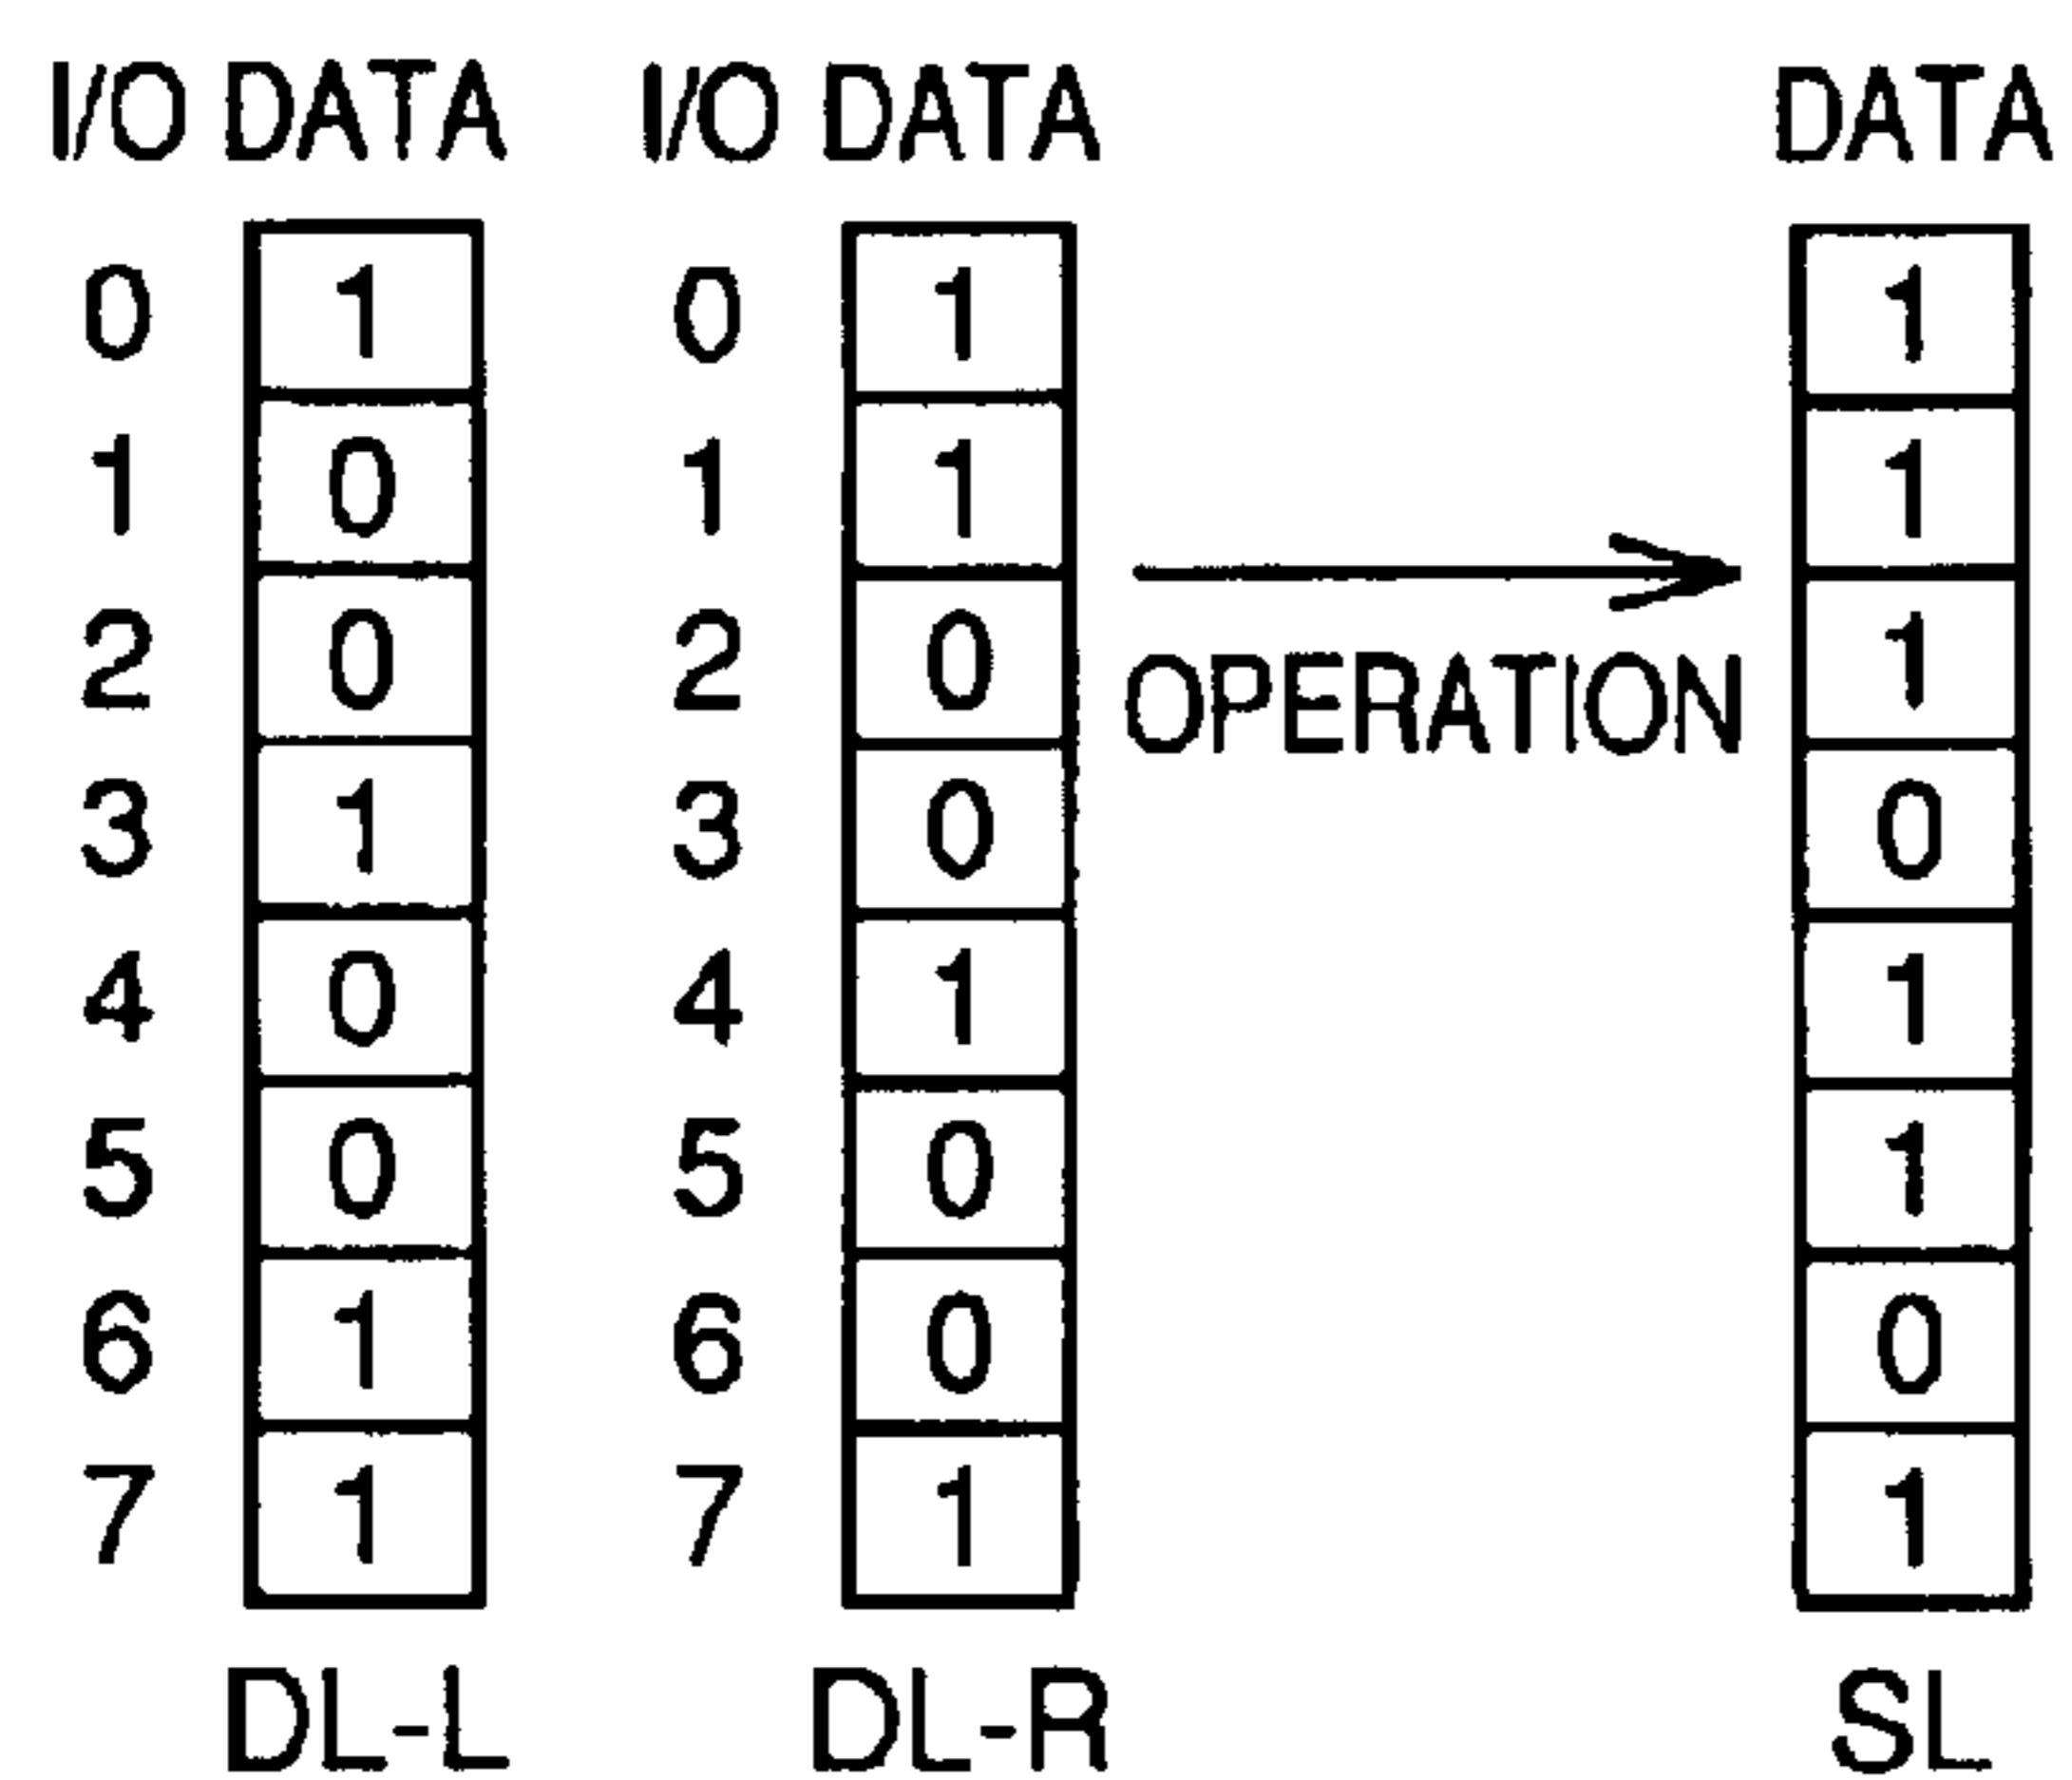 I/O DATA I/O DATA DATA
0 1 0 1 1
1 0 1 1 1
2 0 2 0 1
OPERATION
3 1 3 0 0
4 0 4 1 1
5 0 5 0 1
6 1 6 0 0
7 1 7 1 1
DL-L DL-R SL